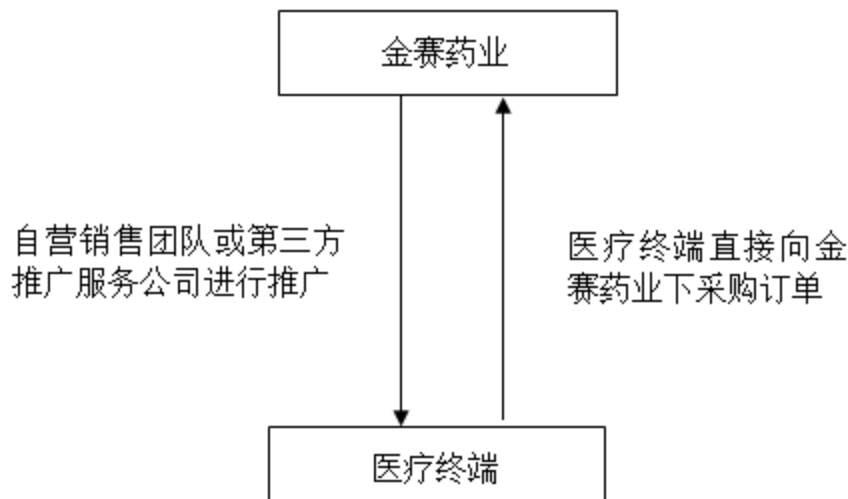 金赛药业
自营销售团队或第三方
推广服务公司进行推广
医疗终端直接向金
赛药业下采购订单
医疗终端